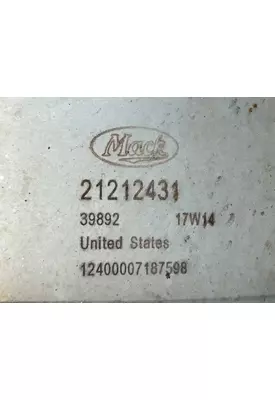 Mack
21212431
39892 17W14
United States
12400007187598